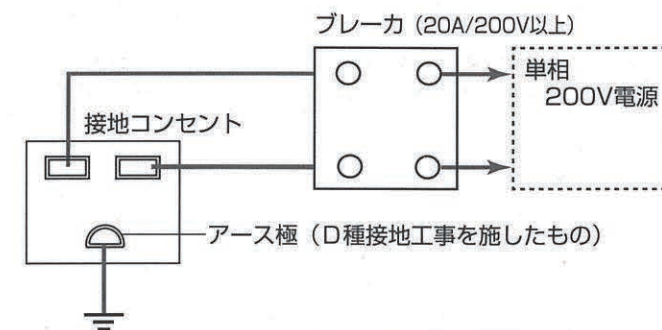 ブレーカ（20A/200V以上）
単相
200V電源
接地コンセント
アース極（D種接地工事を施したもの）